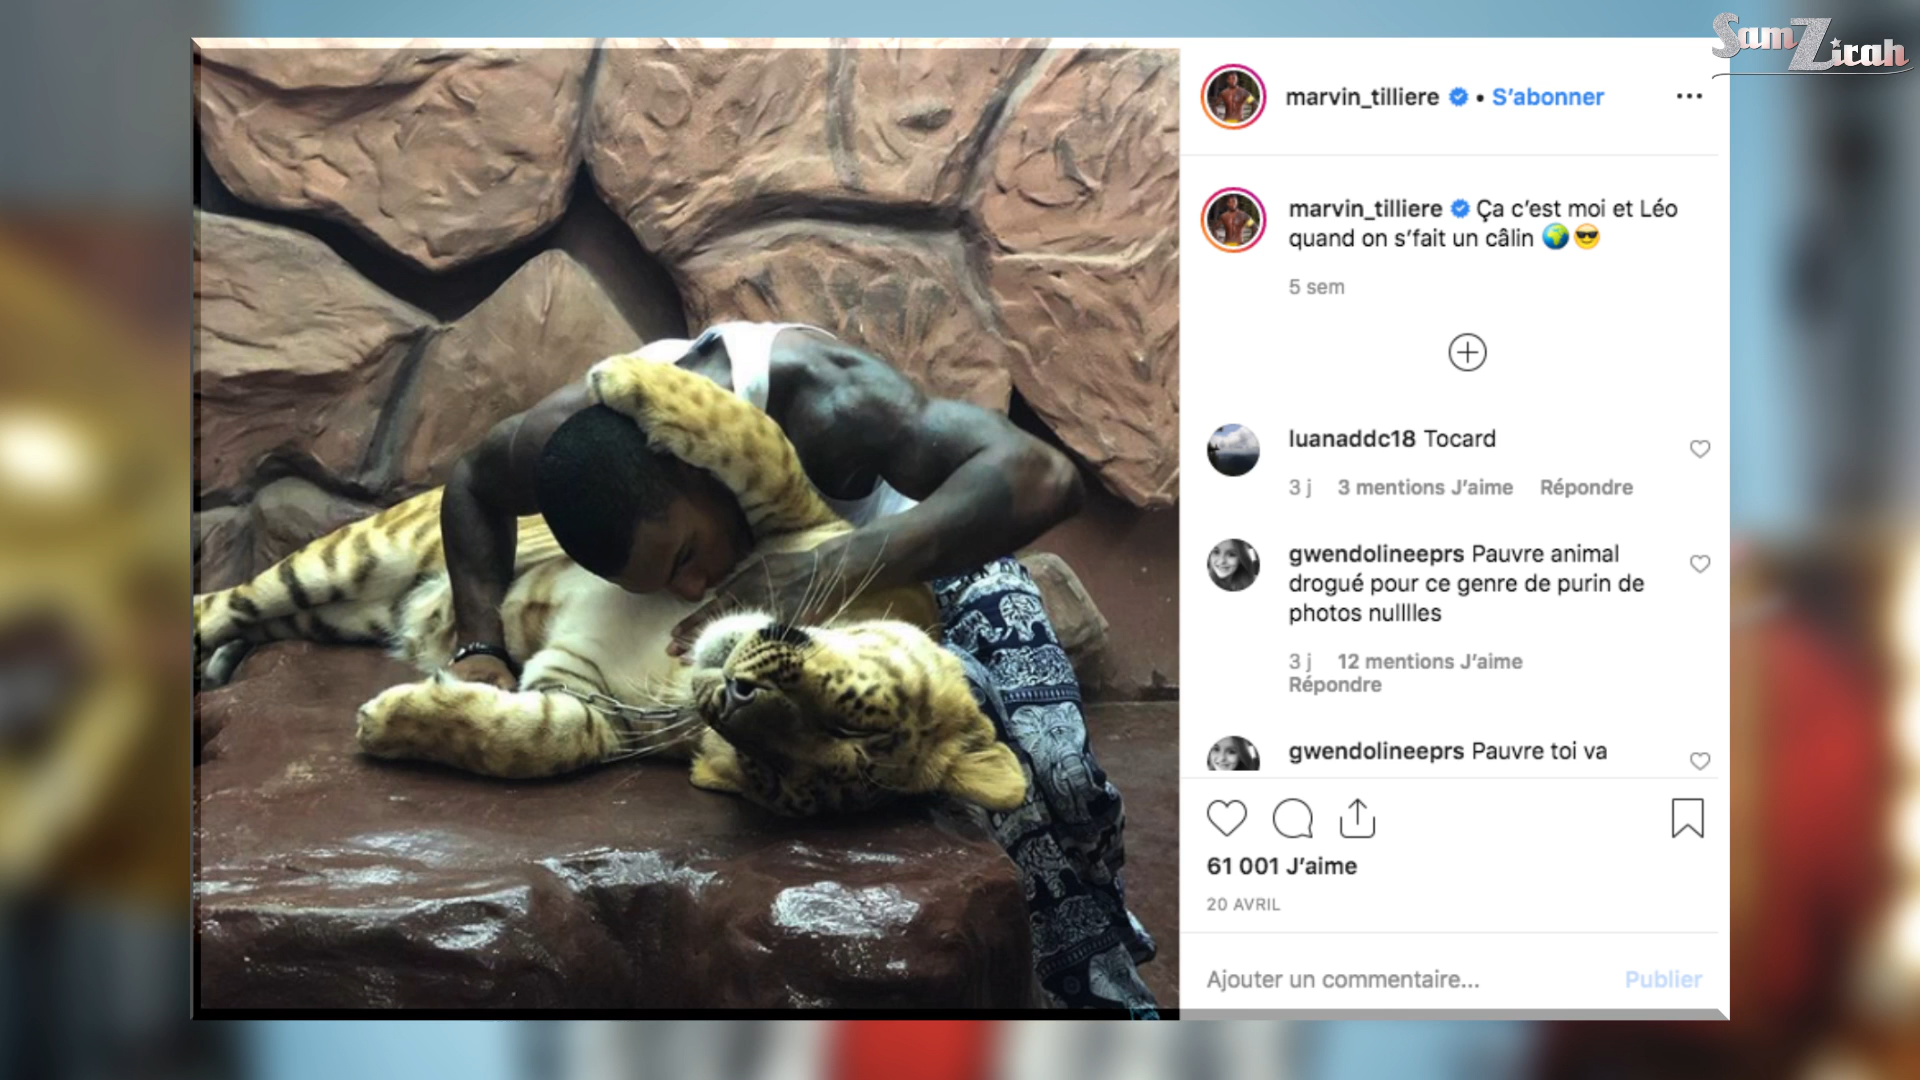 SamZirah
marvin_tilliere • S’abonner
marvin_tilliere Ça c’est moi et Léo
quand on s’fait un câlin
5 sem
luanaddc18 Tocard
3 j 3 mentions J’aime Répondre
gwendolineeprs Pauvre animal
drogué pour ce genre de purin de
photos nulllles
3 j 12 mentions J’aime
Répondre
gwendolineeprs Pauvre toi va
61 001 J’aime
20 AVRIL
Ajouter un commentaire... Publier